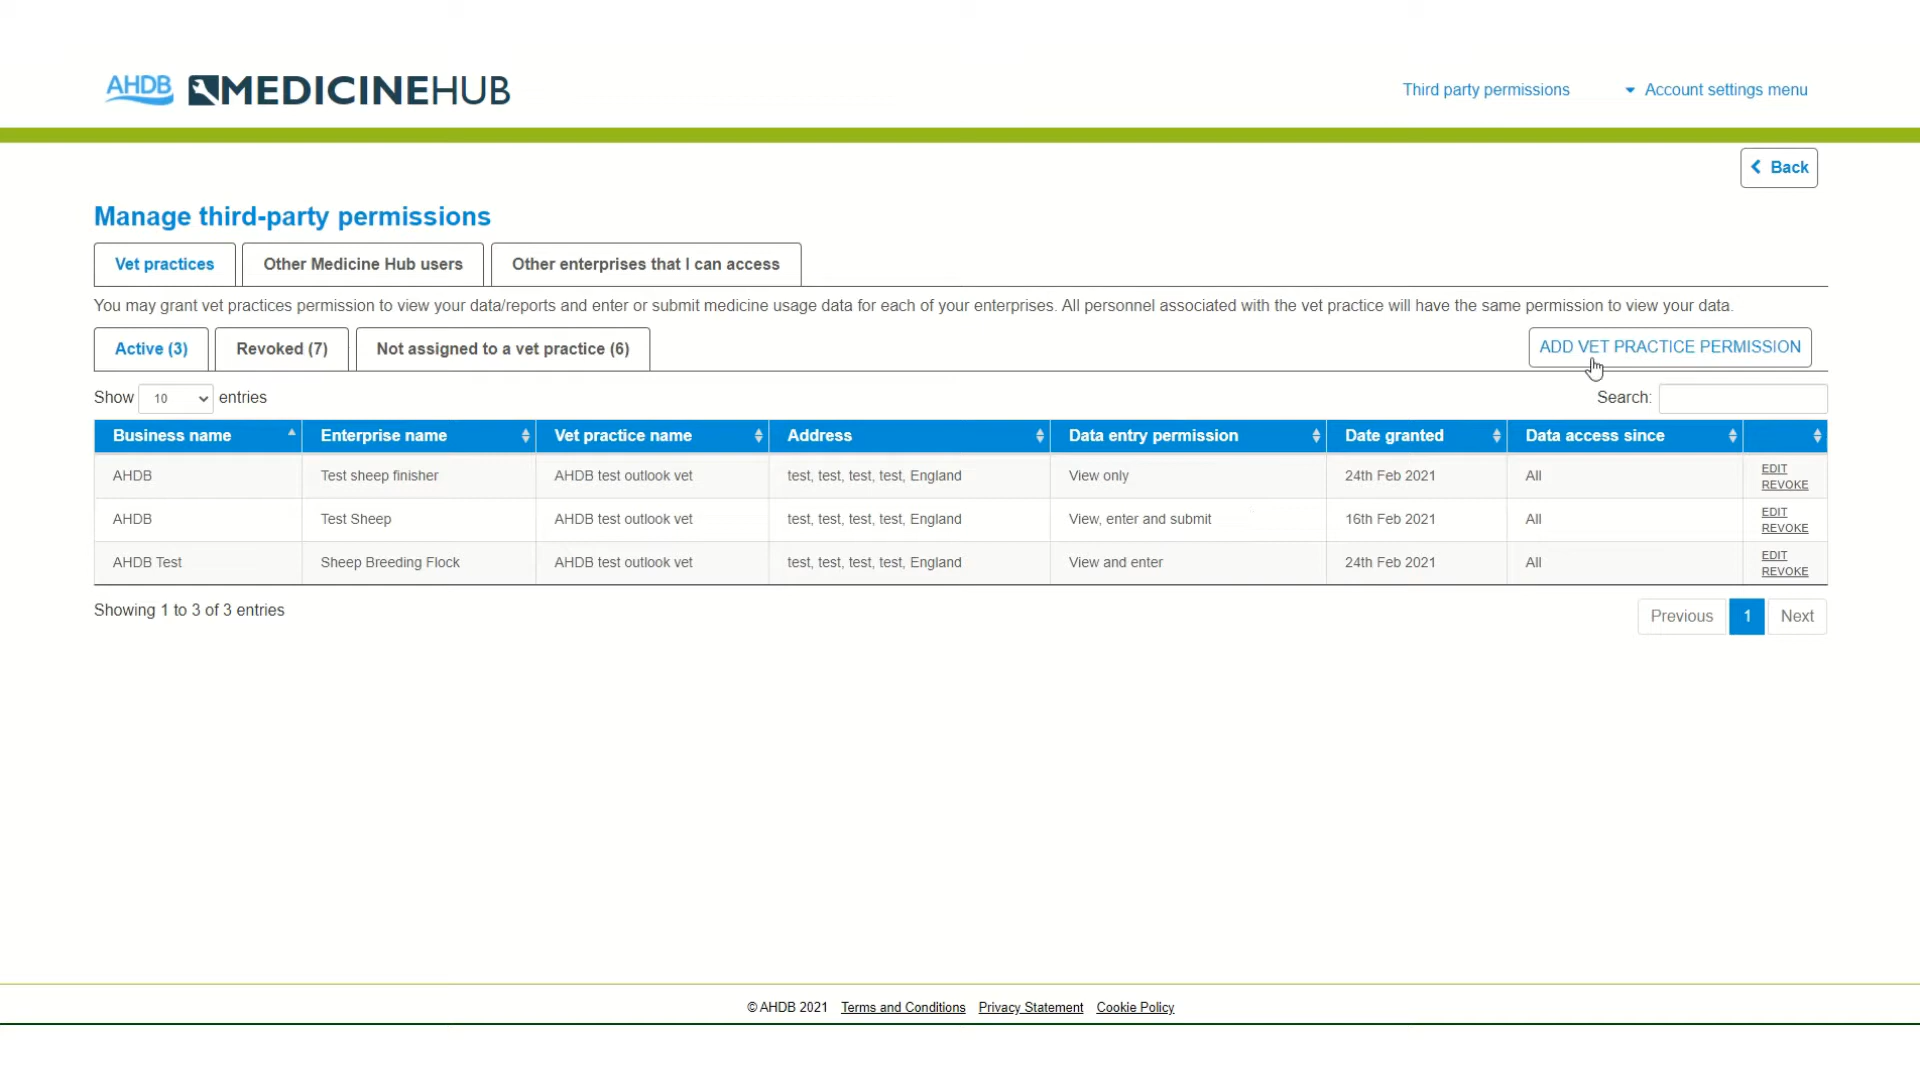 AHDB MEDICINEHUB
Third party permissions
Account settings menu
Back
Manage third-party permissions
Vet practices
Other Medicine Hub users
Other enterprises that I can access
You may grant vet practices permission to view your data/reports and enter or submit medicine usage data for each of your enterprises. All personnel associated with the vet practice will have the same permission to view your data.
Active (3)
Revoked (7)
Not assigned to a vet practice (6)
ADD VET PRACTICE PERMISSION
Show 10 entries
Search:
Business name Enterprise name Vet practice name Address Data entry permission Date granted Data access since
AHDB Test sheep finisher AHDB test outlook vet test, test, test, test, England View only 24th Feb 2021 All EDIT
REVOKE
AHDB Test Sheep AHDB test outlook vet test, test, test, test, England View, enter and submit 16th Feb 2021 All EDIT
REVOKE
AHDB Test Sheep Breeding Flock AHDB test outlook vet test, test, test, test, England View and enter 24th Feb 2021 All EDIT
REVOKE
Showing 1 to 3 of 3 entries
Previous 1 Next
© AHDB 2021 Terms and Conditions Privacy Statement Cookie Policy